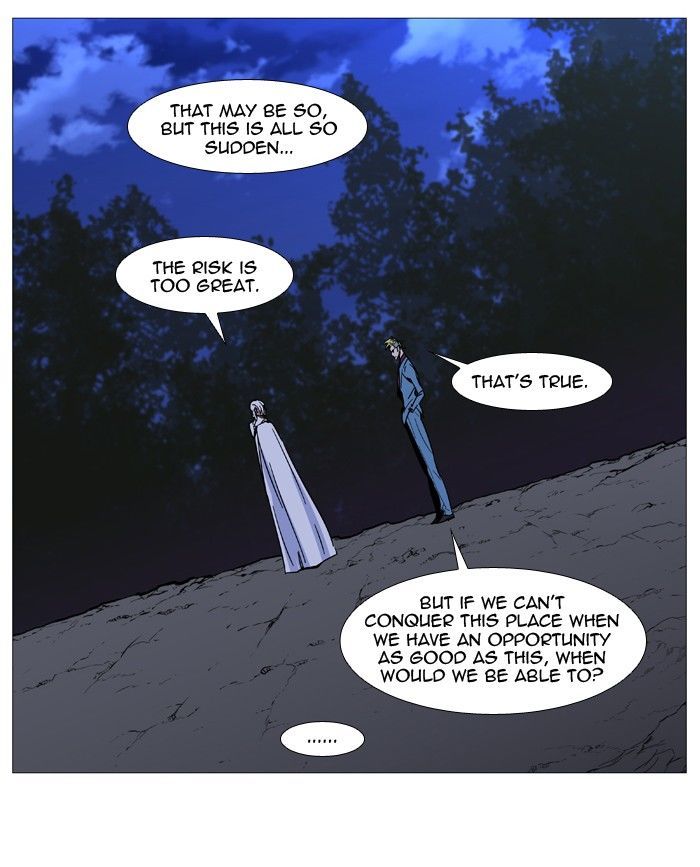 THAT MAY BE SO,
BUT THIS IS ALL SO
SUDDEN...
THE RISK IS
TOO GREAT.
THAT'S TRUE.
BUT IF WE CAN'T
CONQUER THIS PLACE WHEN
WE HAVE AN OPPORTUNITY
AS GOOD AS THIS, WHEN
WOULD WE BE ABLE TO?
......